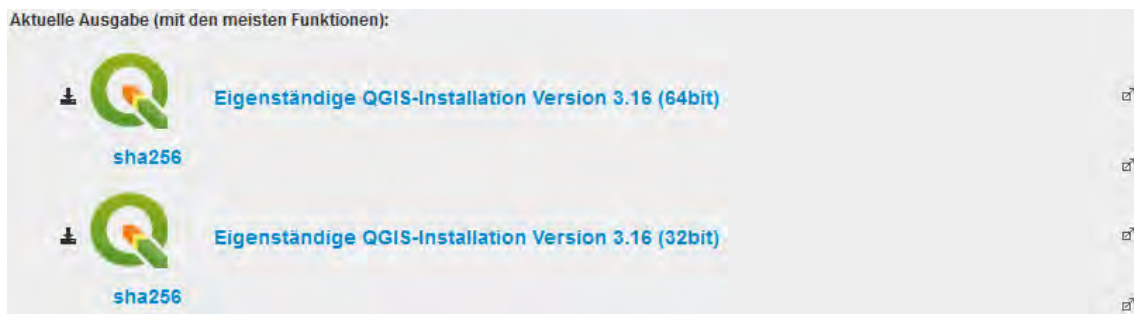 Aktuelle Ausgabe (mit den meisten Funktionen):
Eigenständige QGIS-Installation Version 3.16 (64bit)
sha256
Eigenständige QGIS-Installation Version 3.16 (32bit)
sha256